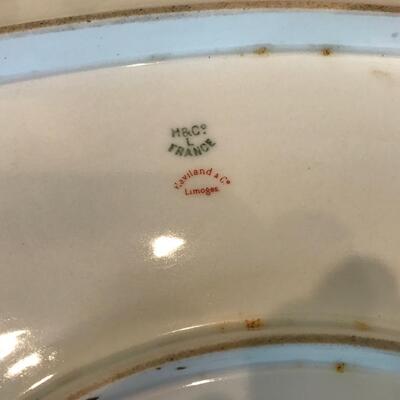 H&Cº
L
FRANCE
Haviland & Cº
Limoges